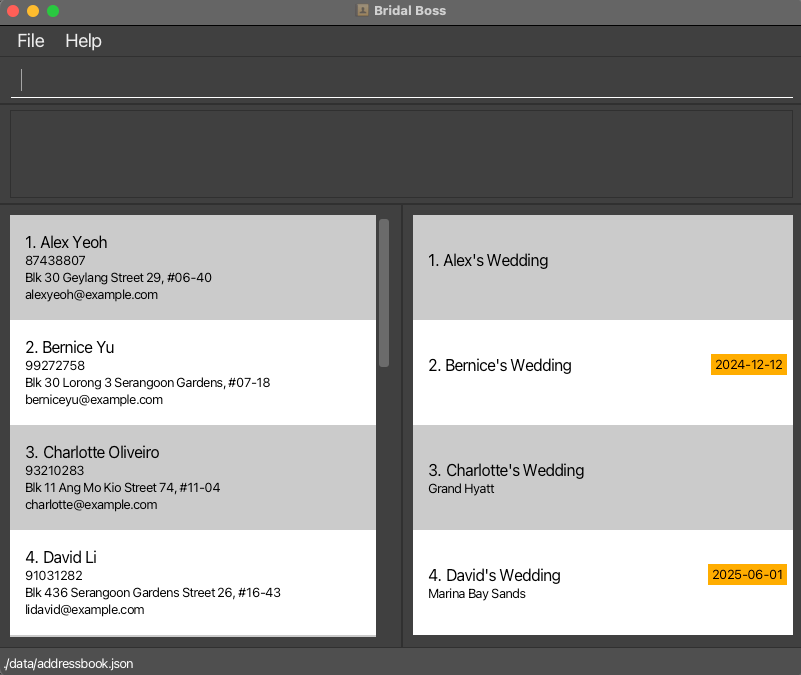 Bridal Boss
File Help
1. Alex Yeoh
87438807
Blk 30 Geylang Street 29, #06-40
alexyeoh@example.com
2. Bernice Yu
99272758
Blk 30 Lorong 3 Serangoon Gardens, #07-18
berniceyu@example.com
3. Charlotte Oliveiro
93210283
Blk 11 Ang Mo Kio Street 74, #11-04
charlotte@example.com
4. David Li
91031282
Blk 436 Serangoon Gardens Street 26, #16-43
lidavid@example.com
1. Alex's Wedding
2. Bernice's Wedding
2024-12-12
3. Charlotte's Wedding
Grand Hyatt
4. David's Wedding
2025-06-01
Marina Bay Sands
./data/addressbook.json